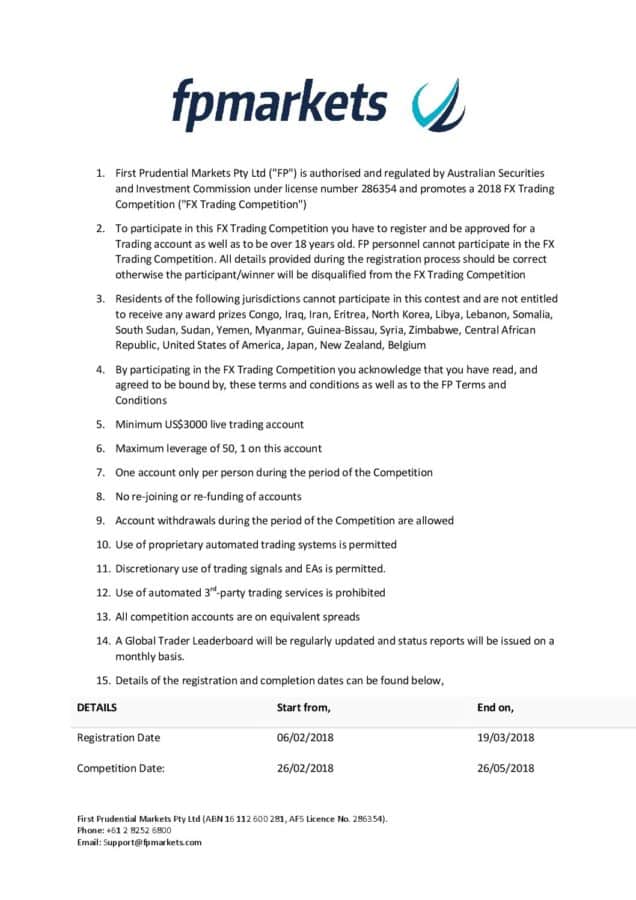 fpmarkets
1. First Prudential Markets Pty Ltd ("FP") is authorised and regulated by Australian Securities
and Investment Commission under license number 286354 and promotes a 2018 FX Trading
Competition ("FX Trading Competition")
2. To participate in this FX Trading Competition you have to register and be approved for a
Trading account as well as to be over 18 years old. FP personnel cannot participate in the FX
Trading Competition. All details provided during the registration process should be correct
otherwise the participant/winner will be disqualified from the FX Trading Competition
3. Residents of the following jurisdictions cannot participate in this contest and are not entitled
to receive any award prizes Congo, Iraq, Iran, Eritrea, North Korea, Libya, Lebanon, Somalia,
South Sudan, Sudan, Yemen, Myanmar, Guinea-Bissau, Syria, Zimbabwe, Central African
Republic, United States of America, Japan, New Zealand, Belgium
4. By participating in the FX Trading Competition you acknowledge that you have read, and
agreed to be bound by, these terms and conditions as well as to the FP Terms and
Conditions
5. Minimum US$3000 live trading account
6. Maximum leverage of 50, 1 on this account
7. One account only per person during the period of the Competition
8. No re-joining or re-funding of accounts
9. Account withdrawals during the period of the Competition are allowed
10. Use of proprietary automated trading systems is permitted
11. Discretionary use of trading signals and EAs is permitted.
12. Use of automated 3rd-party trading services is prohibited
13. All competition accounts are on equivalent spreads
14. A Global Trader Leaderboard will be regularly updated and status reports will be issued on a
monthly basis.
15. Details of the registration and completion dates can be found below,
DETAILS Start from, End on,
Registration Date 06/02/2018 19/03/2018
Competition Date: 26/02/2018 26/05/2018
First Prudential Markets Pty Ltd (ABN 16 112 600 281, AFS Licence No. 286354).
Phone: +61 2 8252 6800
Email: Support@fpmarkets.com